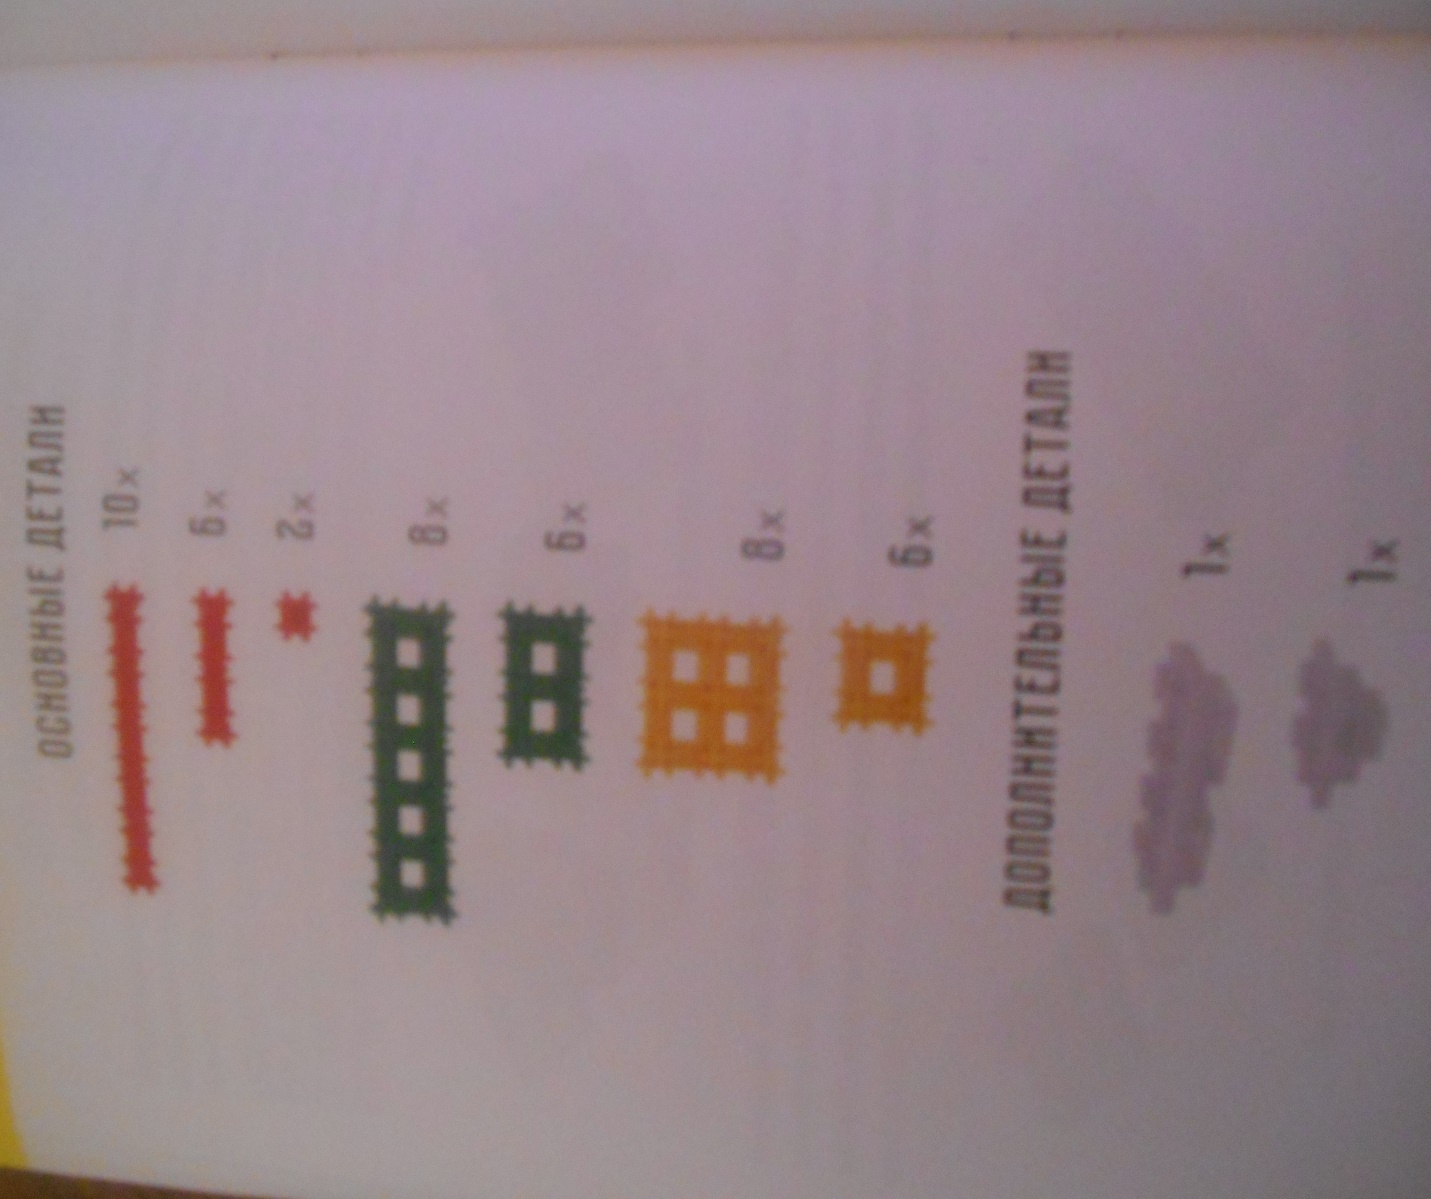 ОСНОВНЫЕ ДЕТАЛИ
10x
6x
2x
8x
6x
8x
6x
ДОПОЛНИТЕЛЬНЫЕ ДЕТАЛИ
1x
1x